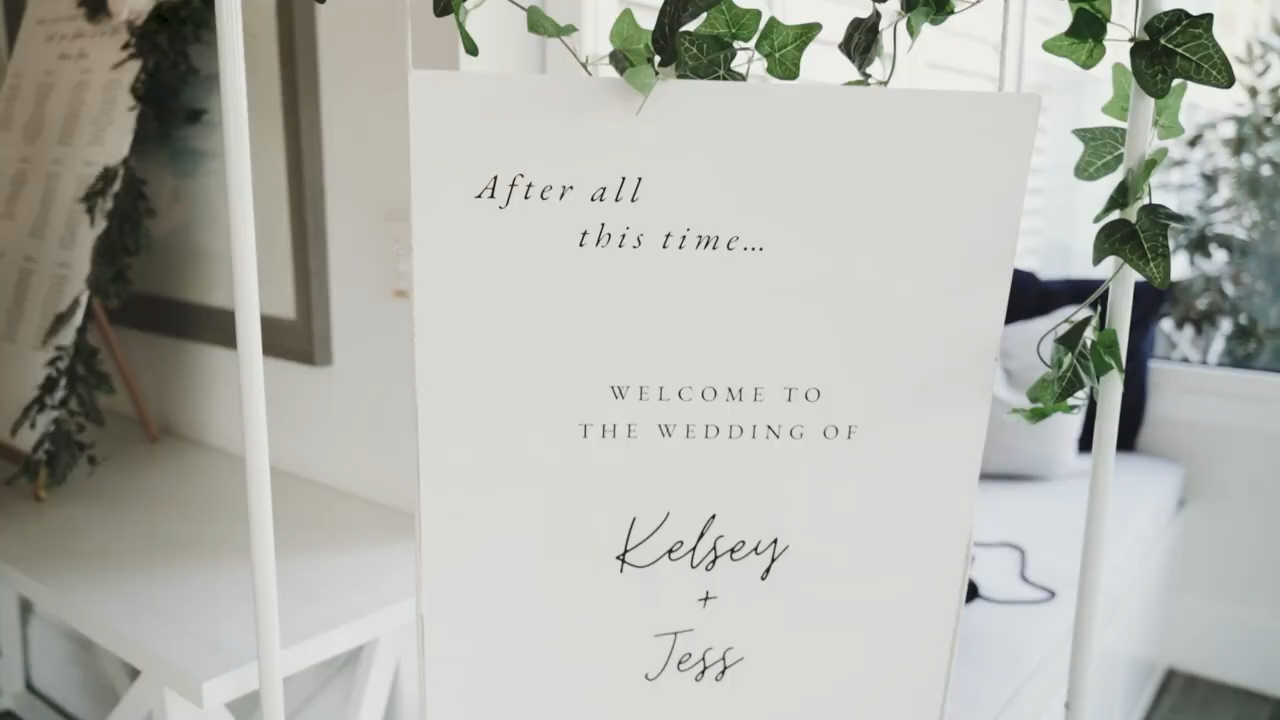 After all
this time...
WELCOME TO
THE WEDDING OF
Kelsey
+
Jess